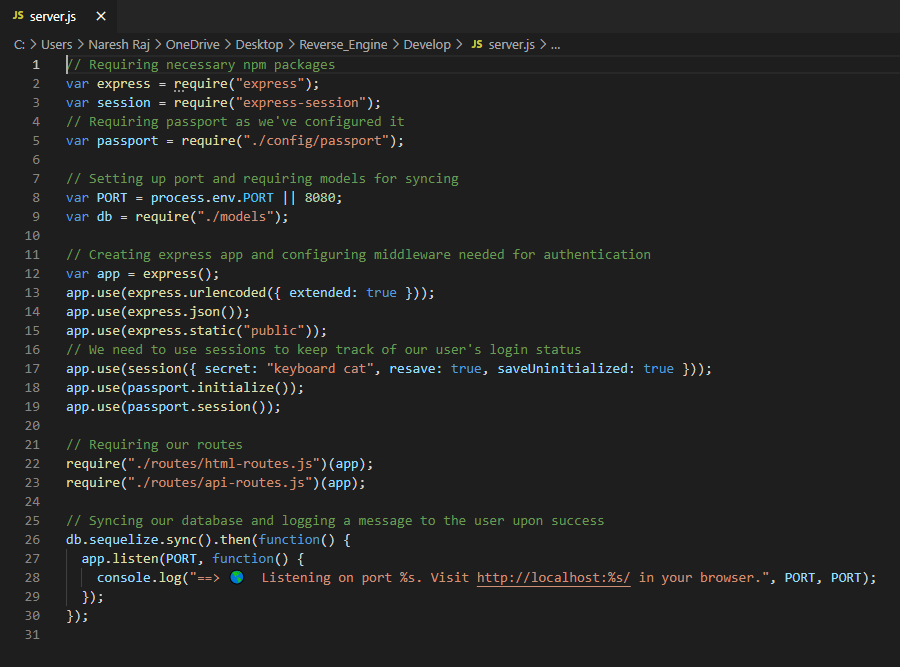 JS server.js ×
C: > Users > Naresh Raj > OneDrive > Desktop > Reverse_Engine > Develop > JS server.js > ...
1 // Requiring necessary npm packages
2 var express = require("express");
3 var session = require("express-session");
4 // Requiring passport as we've configured it
5 var passport = require("./config/passport");
6
7 // Setting up port and requiring models for syncing
8 var PORT = process.env.PORT || 8080;
9 var db = require("./models");
10
11 // Creating express app and configuring middleware needed for authentication
12 var app = express();
13 app.use(express.urlencoded({ extended: true }));
14 app.use(express.json());
15 app.use(express.static("public"));
16 // We need to use sessions to keep track of our user's login status
17 app.use(session({ secret: "keyboard cat", resave: true, saveUninitialized: true }));
18 app.use(passport.initialize());
19 app.use(passport.session());
20
21 // Requiring our routes
22 require("./routes/html-routes.js")(app);
23 require("./routes/api-routes.js")(app);
24
25 // Syncing our database and logging a message to the user upon success
26 db.sequelize.sync().then(function() {
27   app.listen(PORT, function() {
28     console.log("==> 🌎  Listening on port %s. Visit http://localhost:%s/ in your browser.", PORT, PORT);
29   });
30 });
31